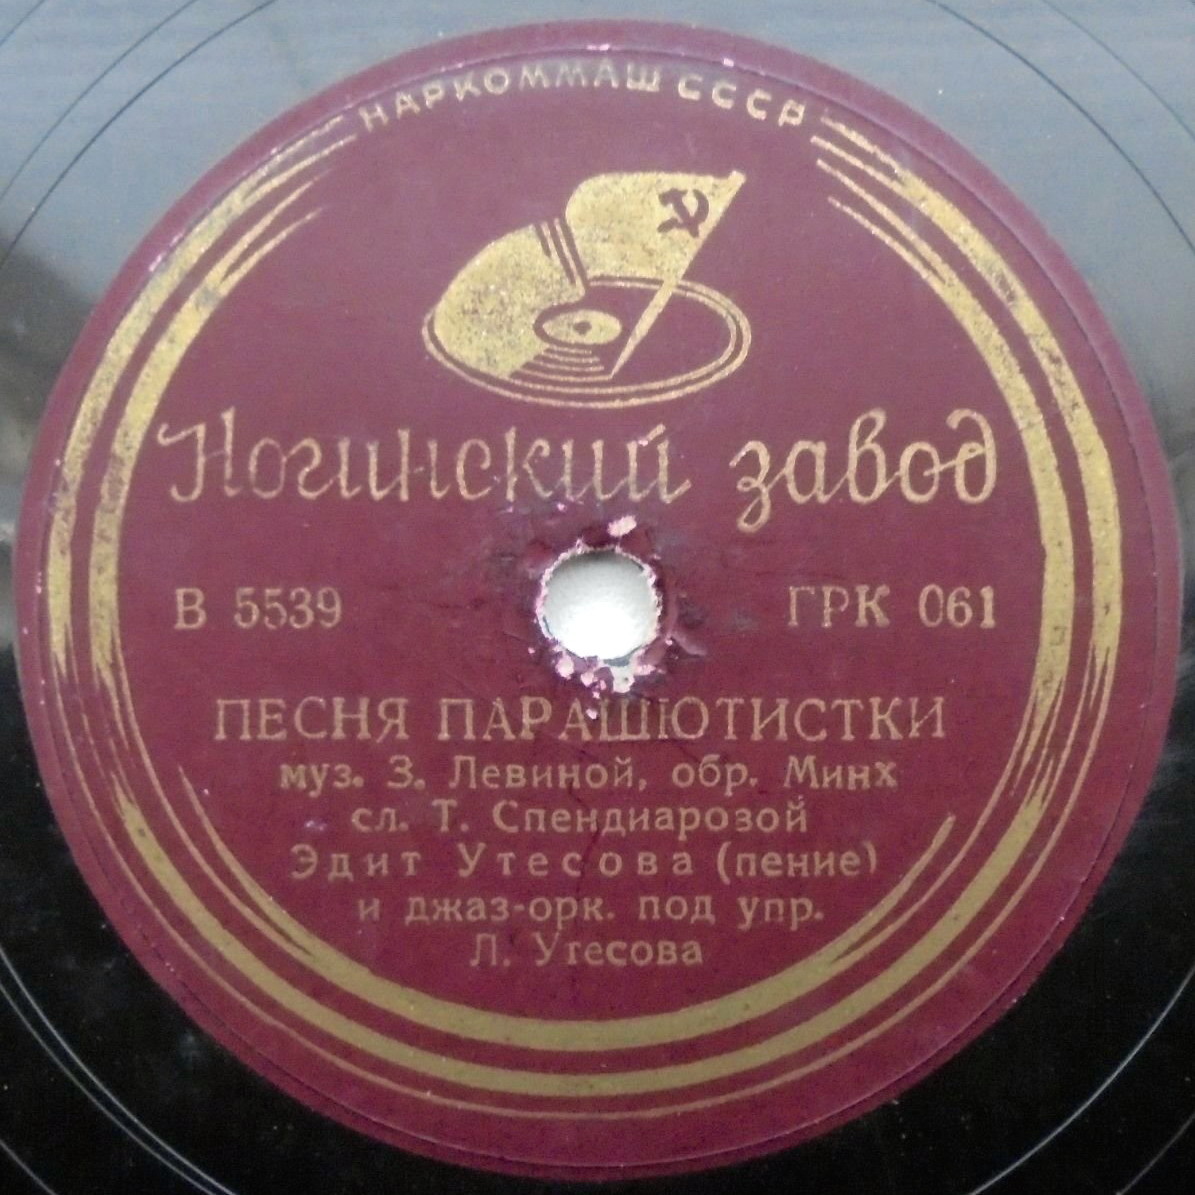 НАРКОММАШ СССР
Ногинский завод
В 5539 ГРК 061
ПЕСНЯ ПАРАШЮТИСТКИ
муз. З. Левиной, обр. Минх
сл. Т. Спендиарозой
Эдит Утесова (пение)
и джаз-орк. под упр.
Л. Утесова